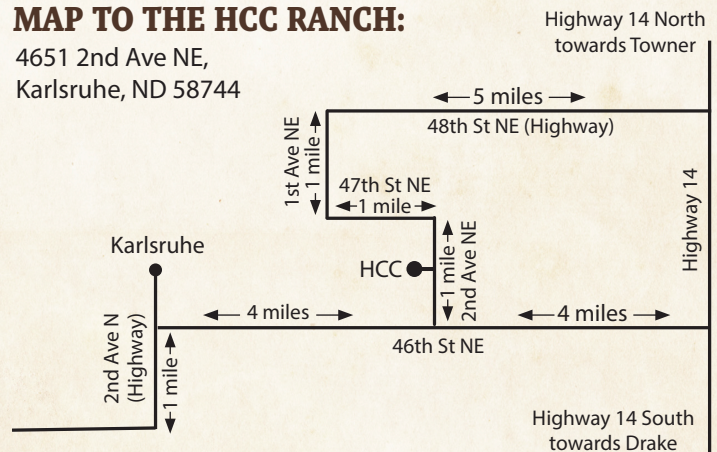 MAP TO THE HCC RANCH:
4651 2nd Ave NE,
Karlsruhe, ND 58744
Highway 14 North
towards Towner
5 miles
48th St NE (Highway)
1st Ave NE
1 mile
47th St NE
1 mile
Highway 14
Karlsruhe
HCC
1 mile
2nd Ave NE
4 miles
4 miles
46th St NE
2nd Ave N
(Highway)
1 mile
Highway 14 South
towards Drake